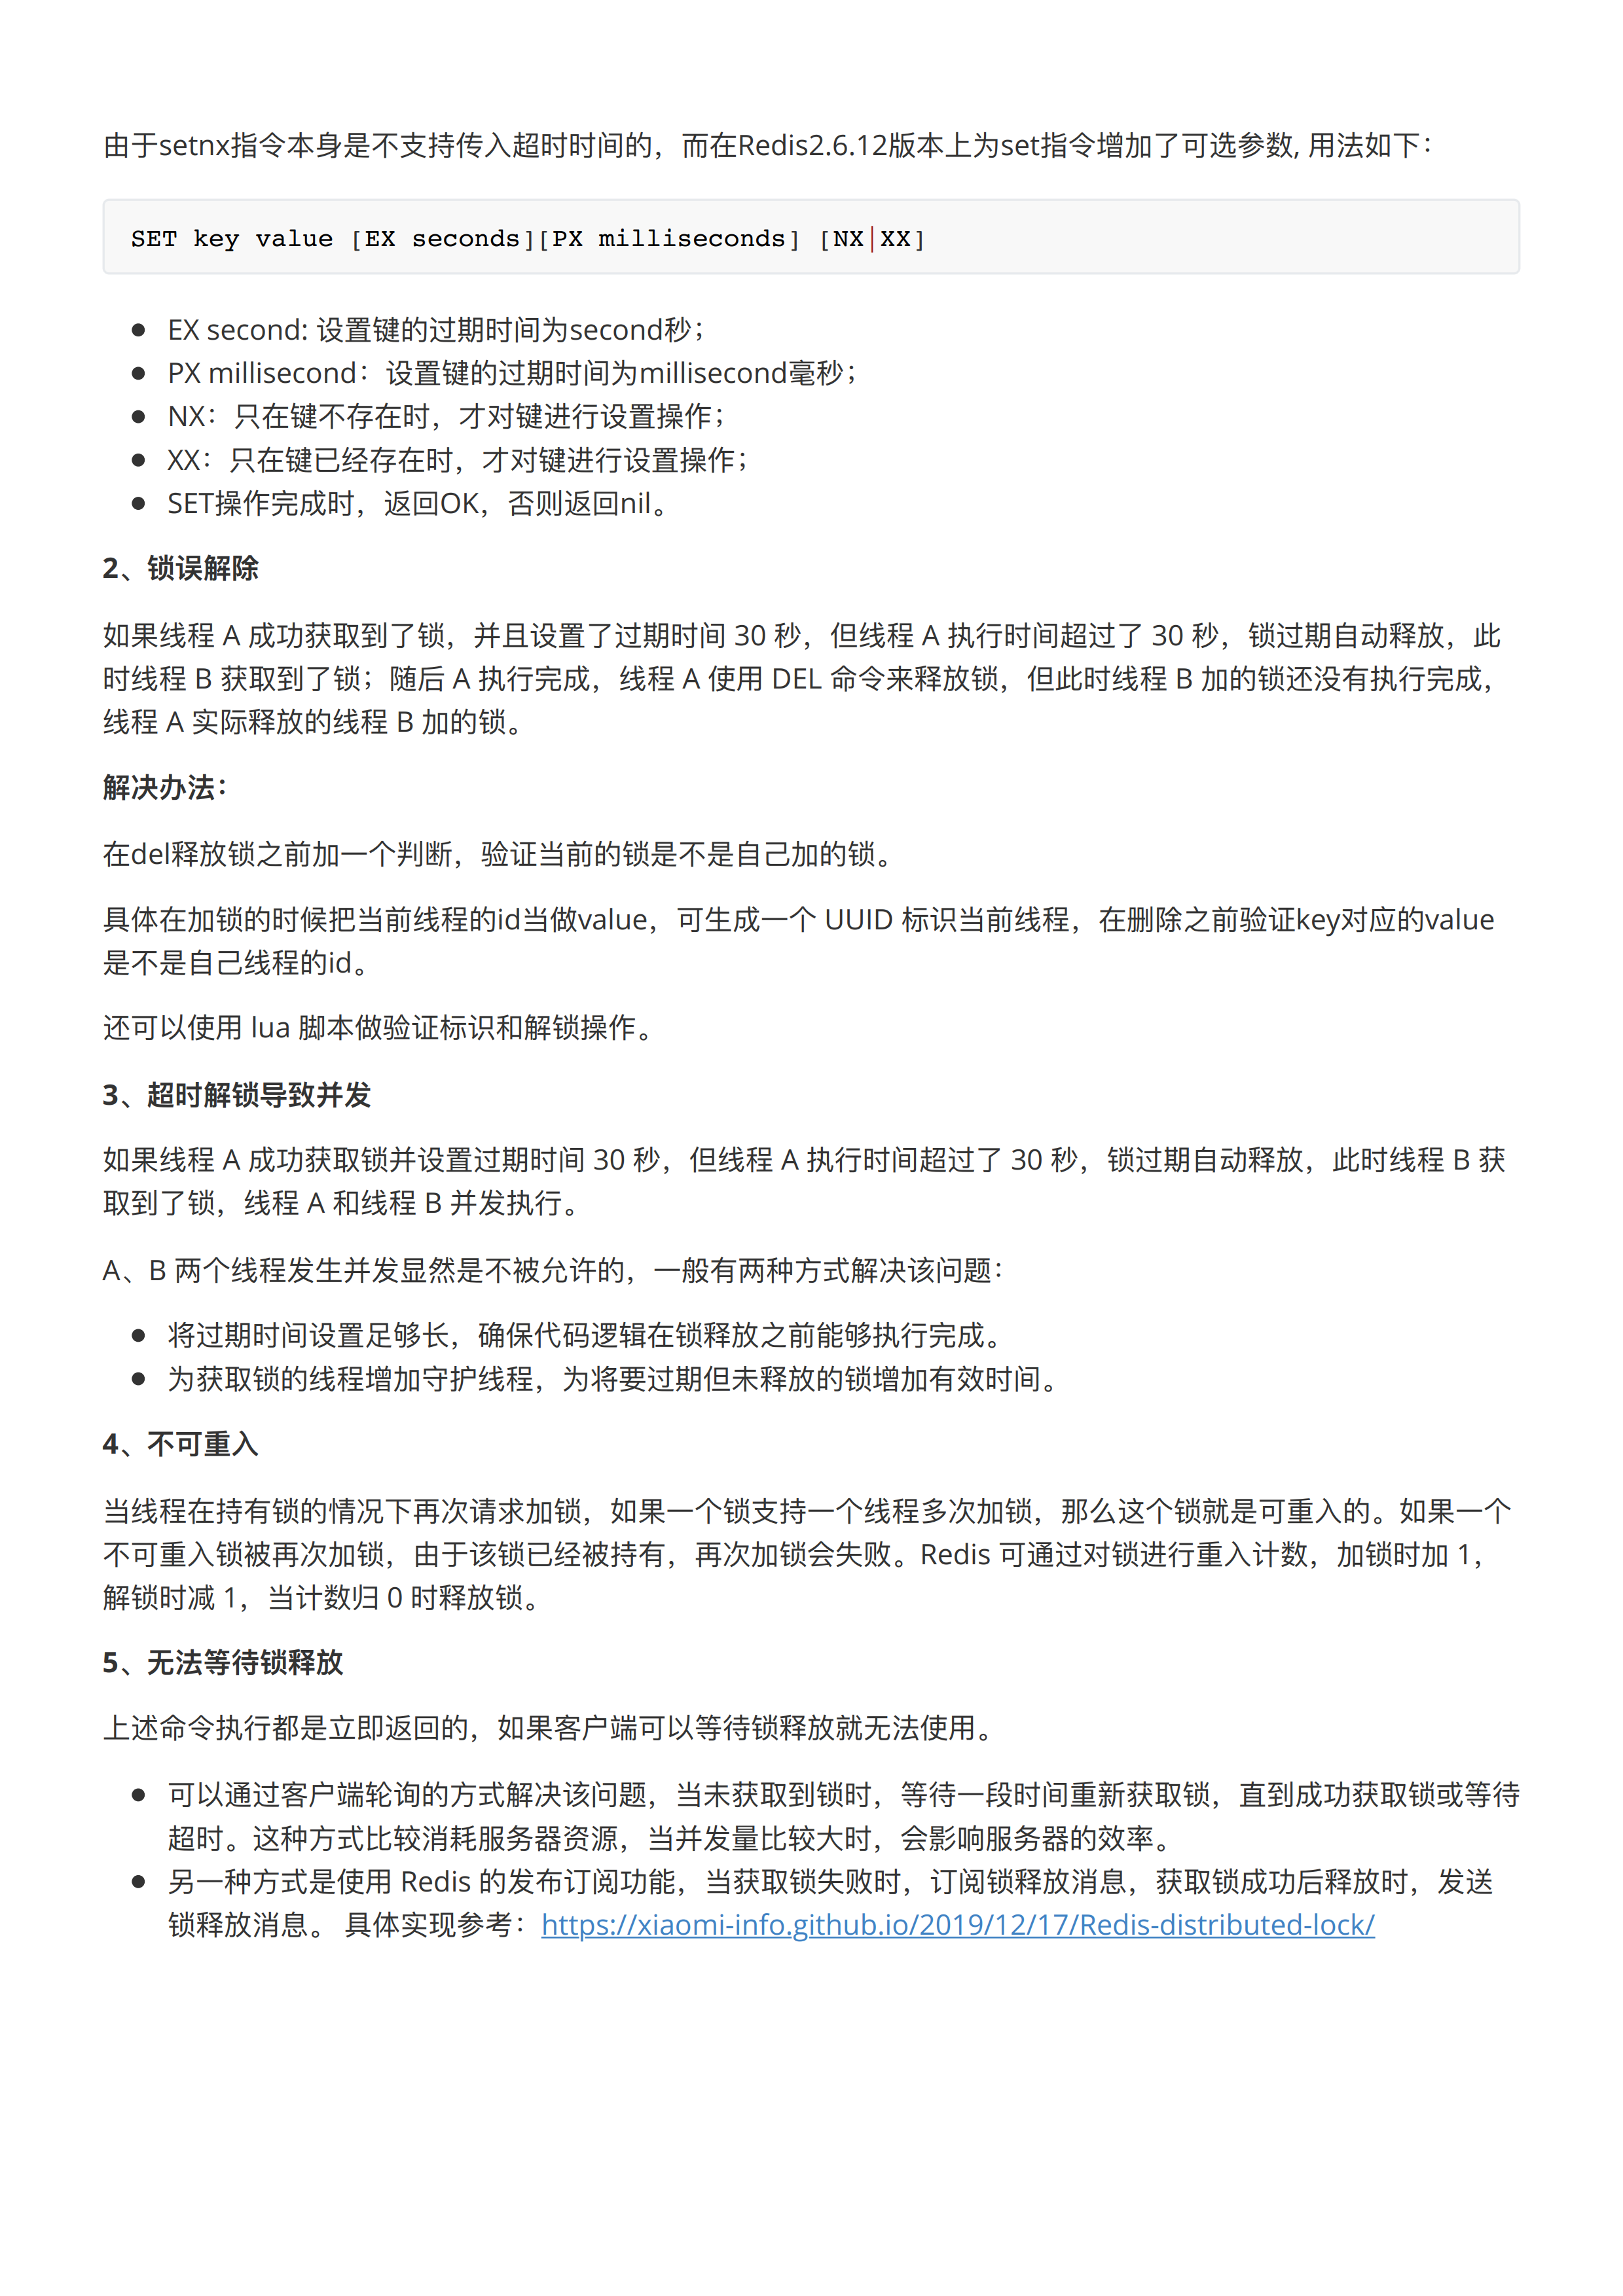 由于setnx指令本身是不支持传入超时时间的，而在Redis2.6.12版本上为set指令增加了可选参数, 用法如下：
SET key value [EX seconds][PX milliseconds] [NX|XX]
EX second: 设置键的过期时间为second秒；
PX millisecond：设置键的过期时间为millisecond毫秒；
NX：只在键不存在时，才对键进行设置操作；
XX：只在键已经存在时，才对键进行设置操作；
SET操作完成时，返回OK，否则返回nil。
2、锁误解除
如果线程 A 成功获取到了锁，并且设置了过期时间 30 秒，但线程 A 执行时间超过了 30 秒，锁过期自动释放，此
时线程 B 获取到了锁；随后 A 执行完成，线程 A 使用 DEL 命令来释放锁，但此时线程 B 加的锁还没有执行完成，
线程 A 实际释放的线程 B 加的锁。
解决办法：
在del释放锁之前加一个判断，验证当前的锁是不是自己加的锁。
具体在加锁的时候把当前线程的id当做value，可生成一个 UUID 标识当前线程，在删除之前验证key对应的value
是不是自己线程的id。
还可以使用 lua 脚本做验证标识和解锁操作。
3、超时解锁导致并发
如果线程 A 成功获取锁并设置过期时间 30 秒，但线程 A 执行时间超过了 30 秒，锁过期自动释放，此时线程 B 获
取到了锁，线程 A 和线程 B 并发执行。
A、B 两个线程发生并发显然是不被允许的，一般有两种方式解决该问题：
将过期时间设置足够长，确保代码逻辑在锁释放之前能够执行完成。
为获取锁的线程增加守护线程，为将要过期但未释放的锁增加有效时间。
4、不可重入
当线程在持有锁的情况下再次请求加锁，如果一个锁支持一个线程多次加锁，那么这个锁就是可重入的。如果一个
不可重入锁被再次加锁，由于该锁已经被持有，再次加锁会失败。Redis 可通过对锁进行重入计数，加锁时加 1，
解锁时减 1，当计数归 0 时释放锁。
5、无法等待锁释放
上述命令执行都是立即返回的，如果客户端可以等待锁释放就无法使用。
可以通过客户端轮询的方式解决该问题，当未获取到锁时，等待一段时间重新获取锁，直到成功获取锁或等待
超时。这种方式比较消耗服务器资源，当并发量比较大时，会影响服务器的效率。
另一种方式是使用 Redis 的发布订阅功能，当获取锁失败时，订阅锁释放消息，获取锁成功后释放时，发送
锁释放消息。 具体实现参考：https://xiaomi-info.github.io/2019/12/17/Redis-distributed-lock/